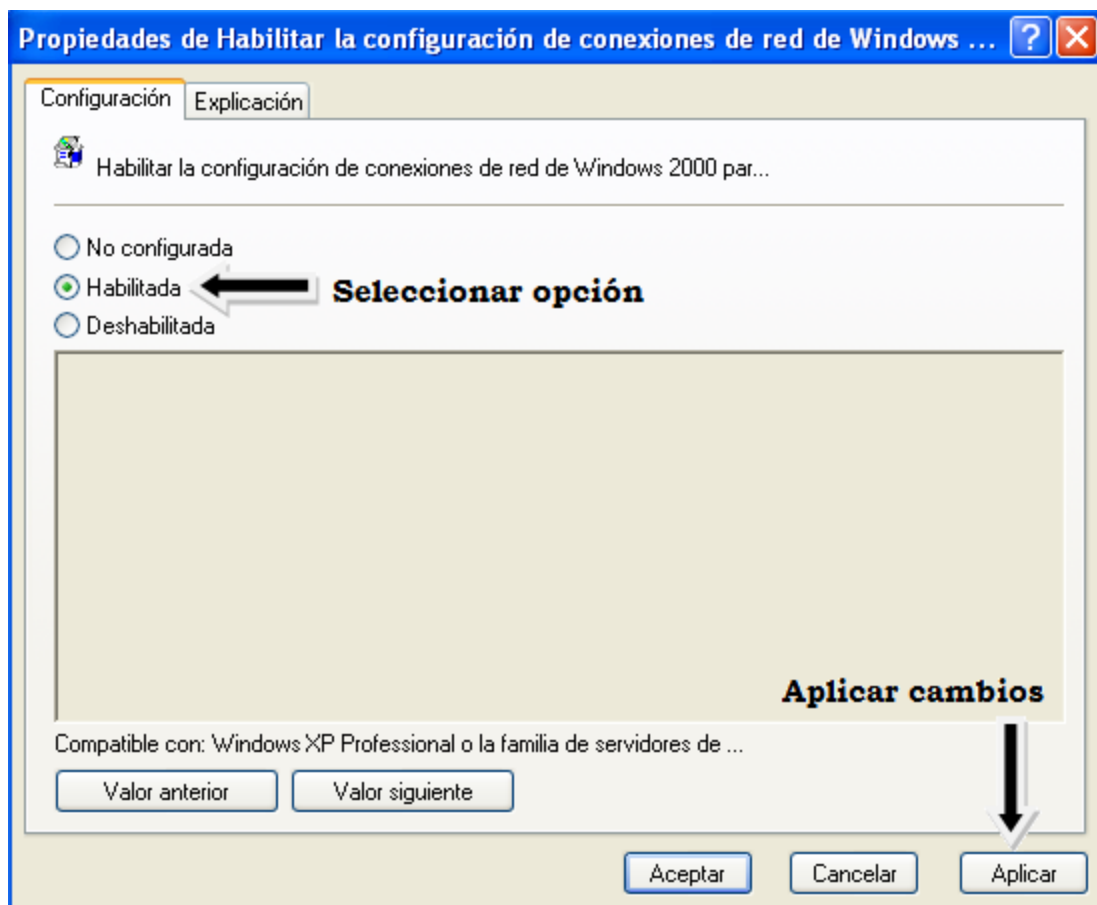 Propiedades de Habilitar la configuración de conexiones de red de Windows ...
Configuración
Explicación
Habilitar la configuración de conexiones de red de Windows 2000 par...
No configurada
Habilitada
Seleccionar opción
Deshabilitada
Aplicar cambios
Compatible con: Windows XP Professional o la familia de servidores de ...
Valor anterior
Valor siguiente
Aceptar
Cancelar
Aplicar